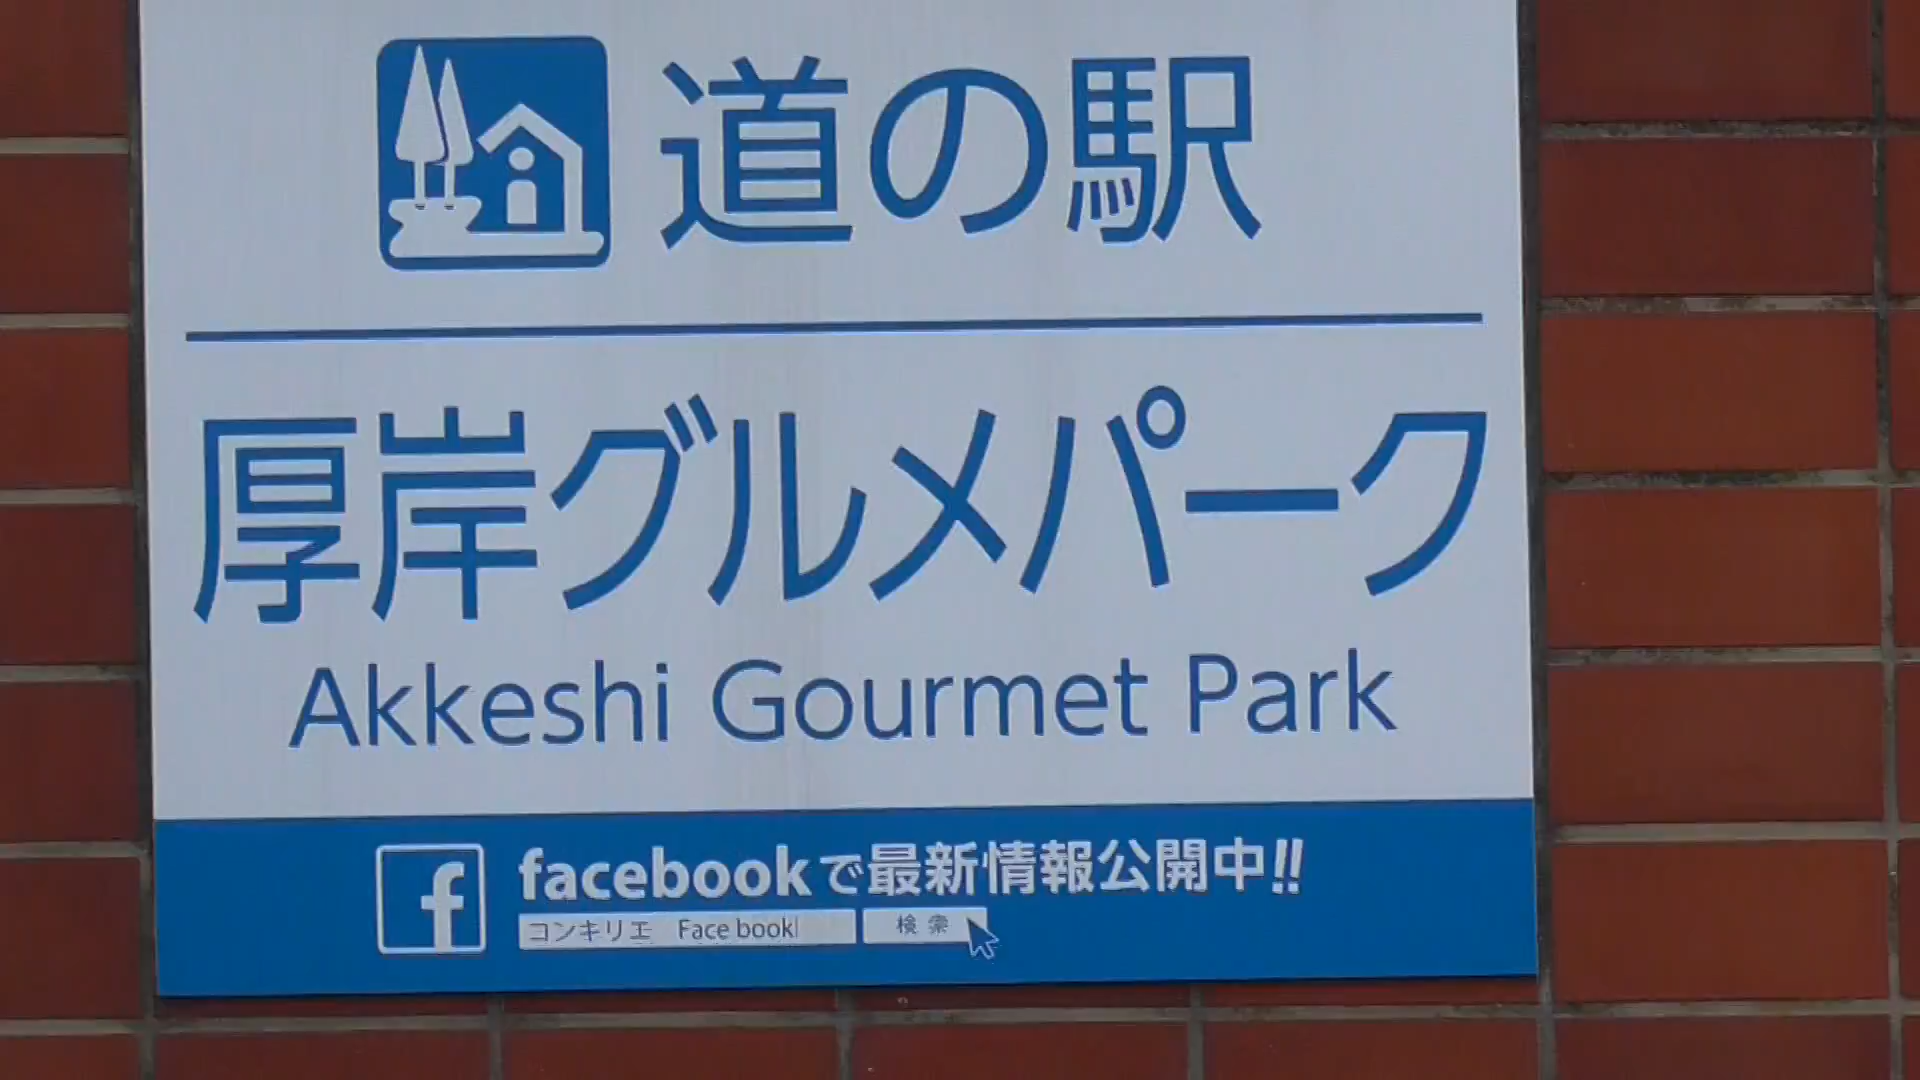 道の駅
厚岸グルメパーク
Akkeshi Gourmet Park
f facebookで最新情報公開中!!
コンキリエ Face book 検索